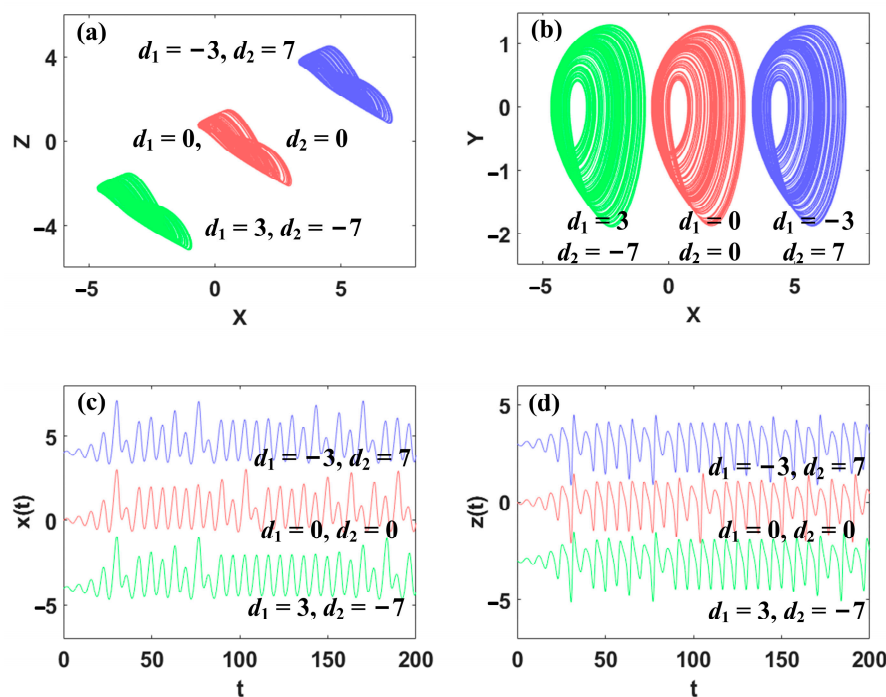 (a)
d₁ = −3, d₂ = 7
d₁ = 0, d₂ = 0
d₁ = 3, d₂ = −7
4
0
−4
Z
−5 0 5
X
(b)
1
0
−1
−2
Y
d₁ = 3 d₁ = 0 d₁ = −3
d₂ = −7 d₂ = 0 d₂ = 7
−5 0 5
X
(c)
5
0
−5
x(t)
d₁ = −3, d₂ = 7
d₁ = 0, d₂ = 0
d₁ = 3, d₂ = −7
0 50 100 150 200
t
(d)
5
0
−5
z(t)
d₁ = −3, d₂ = 7
d₁ = 0, d₂ = 0
d₁ = 3, d₂ = −7
0 50 100 150 200
t